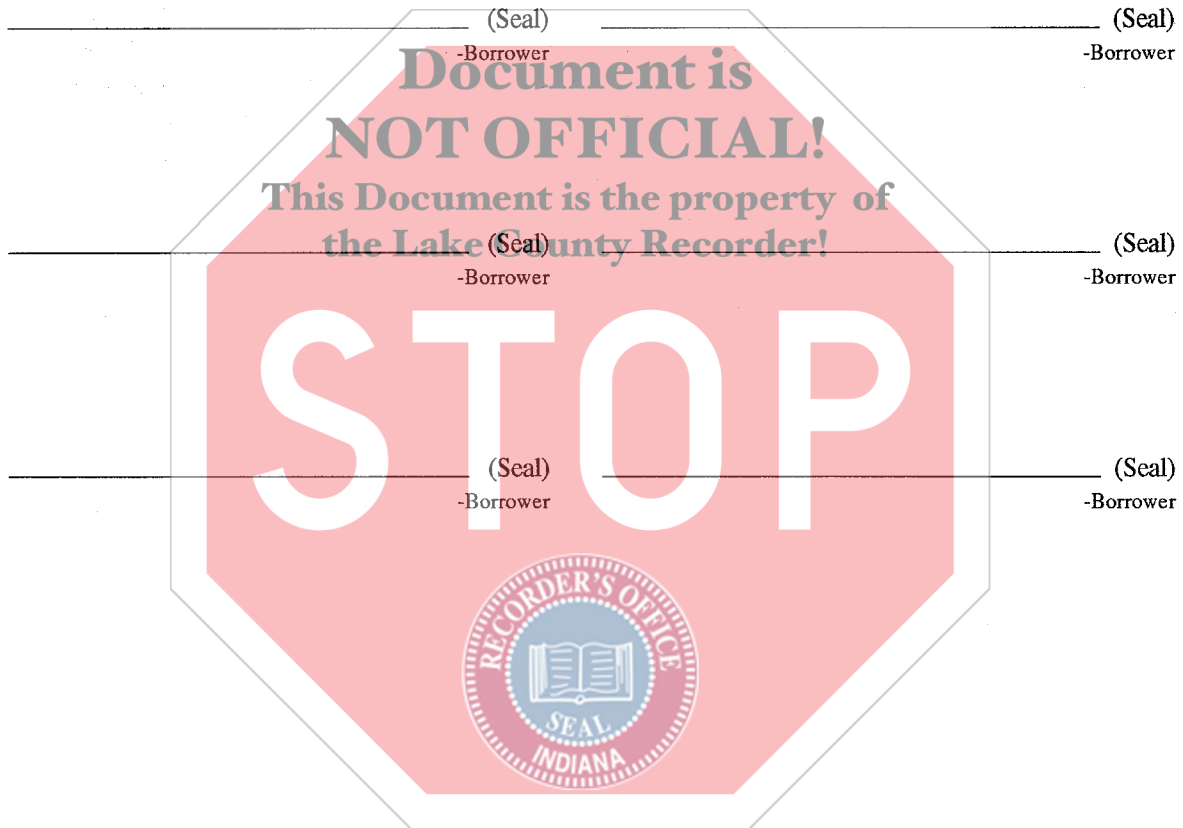 (Seal) (Seal)
-Borrower -Borrower
Document is
NOT OFFICIAL!
This Document is the property of
the Lake County Recorder!
(Seal) (Seal)
-Borrower -Borrower
STOP
(Seal) (Seal)
-Borrower -Borrower
RECORDER'S OFFICE
SEAL
INDIANA